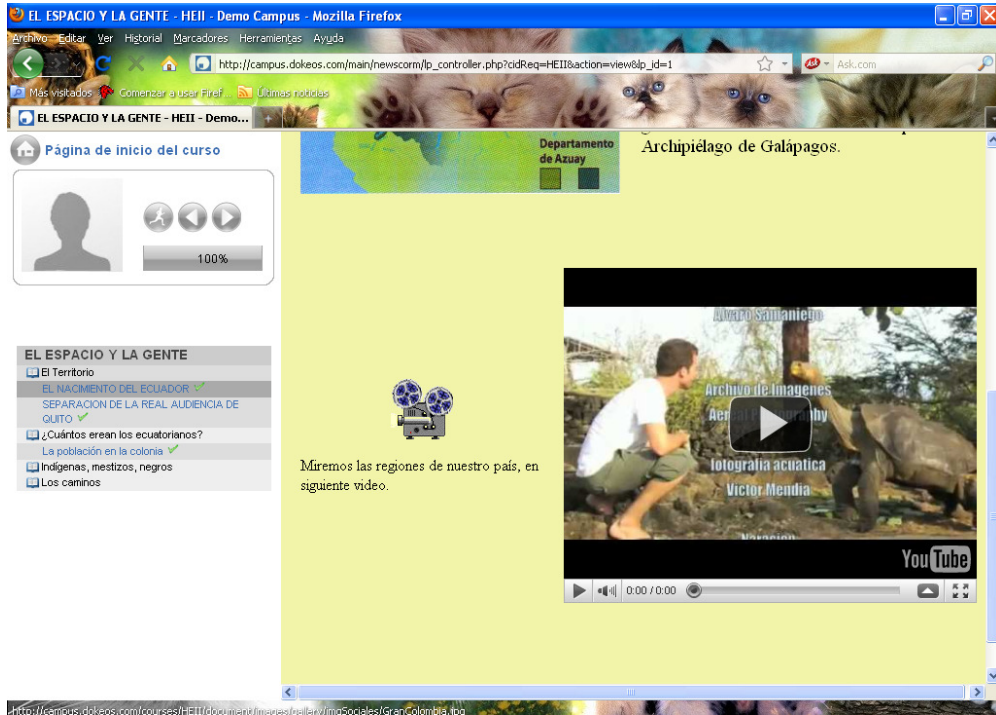 EL ESPACIO Y LA GENTE - HEII - Demo Campus - Mozilla Firefox
Archivo Editar Ver Historial Marcadores Herramientas Ayuda
http://campus.dokeos.com/main/newscorm/lp_controller.php?cidReq=HEII&action=view&lp_id=1
Ask.com
Más visitados Comenzar a usar Firef... Últimas noticias
EL ESPACIO Y LA GENTE - HEII - Demo...
Página de inicio del curso
100%
EL ESPACIO Y LA GENTE
El Territorio
EL NACIMIENTO DEL ECUADOR
SEPARACION DE LA REAL AUDIENCIA DE
QUITO
¿Cuántos erean los ecuatorianos?
La población en la colonia
Indígenas, mestizos, negros
Los caminos
Departamento
de Azuay
Archipiélago de Galápagos.
Miremos las regiones de nuestro país, en
siguiente video.
Alvaro Samaniego
Archivo de Imagenes
Aereal Photography
fotografia acuatica
Victor Mendia
Narracion
YouTube
0:00 / 0:00
http://campus.dokeos.com/courses/HEII/document/images/gallery/imgSociales/GranColombia.jpg